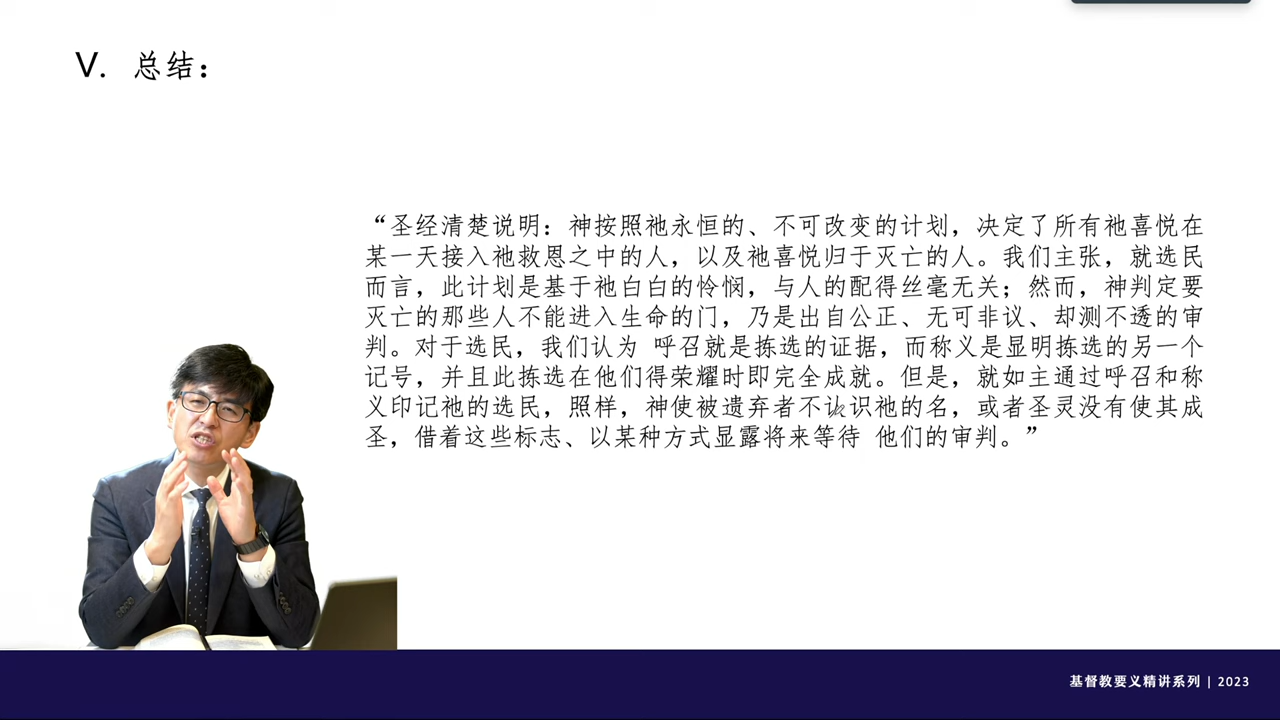 V. 总结：
“圣经清楚说明：神按照祂永恒的、不可改变的计划，决定了所有祂喜悦在
某一天接入祂救恩之中的人，以及祂喜悦归于灭亡的人。我们主张，就选民
而言，此计划是基于祂白白的怜悯，与人的配得丝毫无关；然而，神判定要
灭亡的那些人不能进入生命的门，乃是出自公正、无可非议、却测不透的审
判。对于选民，我们认为 呼召就是拣选的证据，而称义是显明拣选的另一个
记号，并且此拣选在他们得荣耀时即完全成就。但是，就如主通过呼召和称
义印记祂的选民，照样，神使被遗弃者不认识祂的名，或者圣灵没有使其成
圣，借着这些标志、以某种方式显露将来等待 他们的审判。”
基督教要义精讲系列 | 2023